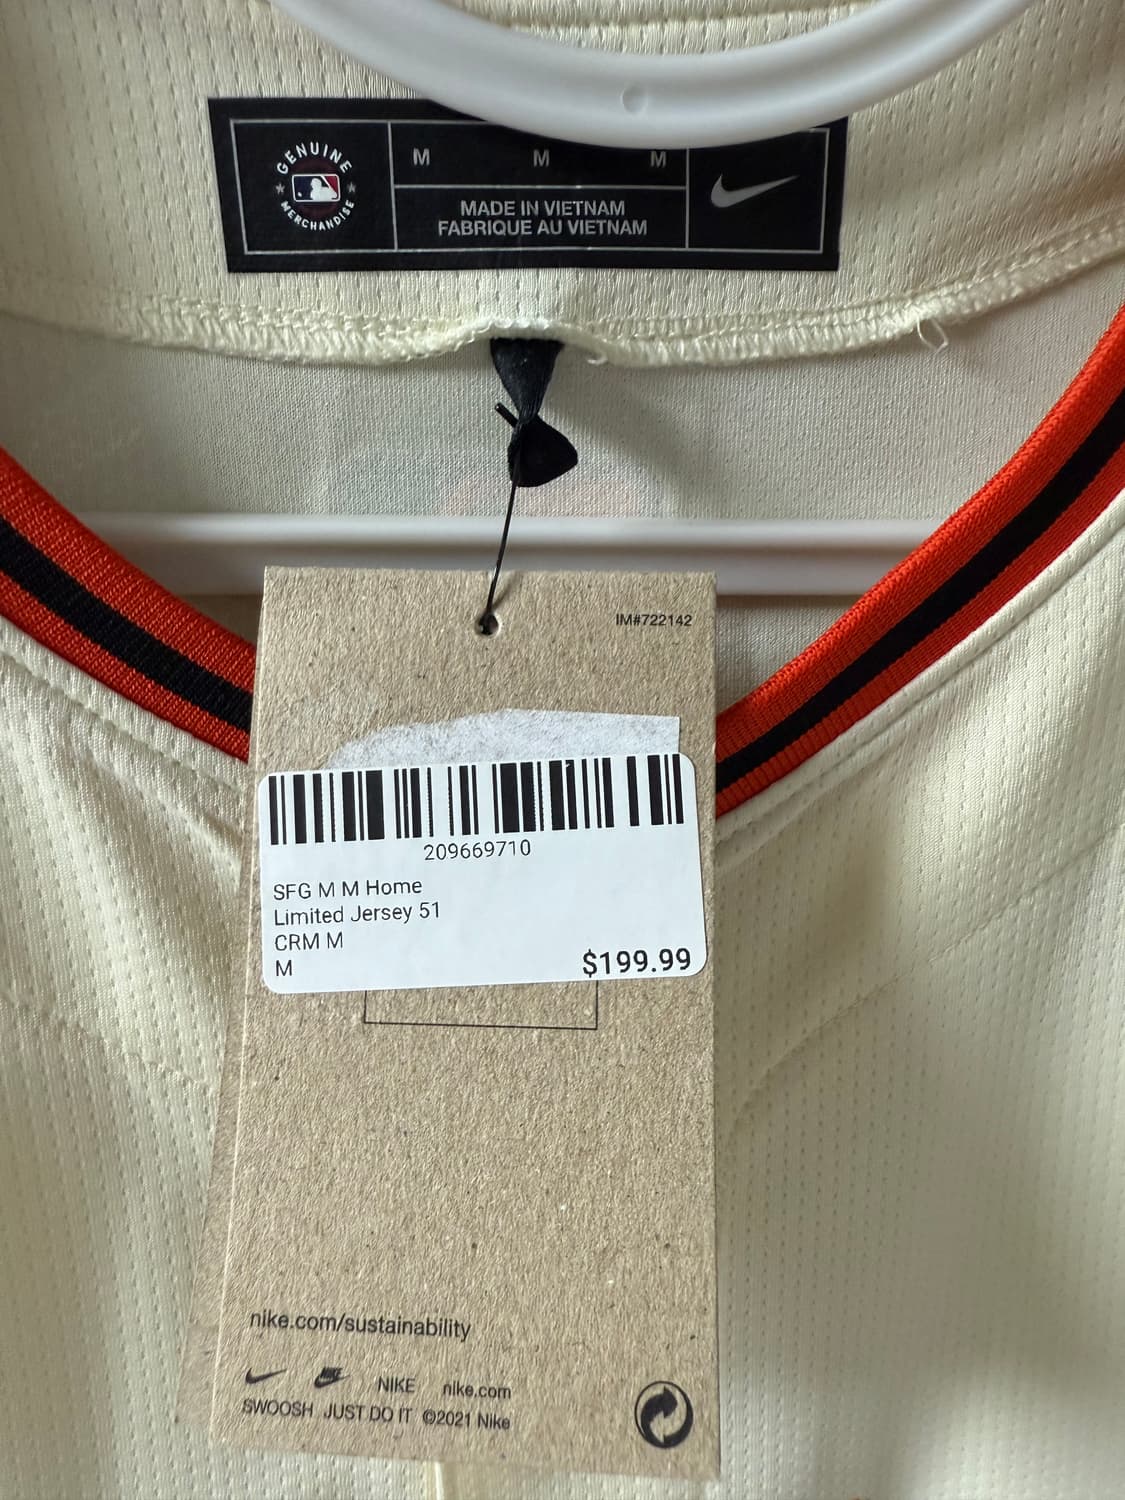 GENUINE
MERCHANDISE
M M M
MADE IN VIETNAM
FABRIQUE AU VIETNAM
IM#722142
209669710
SFG M M Home
Limited Jersey 51
CRM M
M
$199.99
nike.com/sustainability
NIKE nike.com
SWOOSH JUST DO IT ©2021 Nike